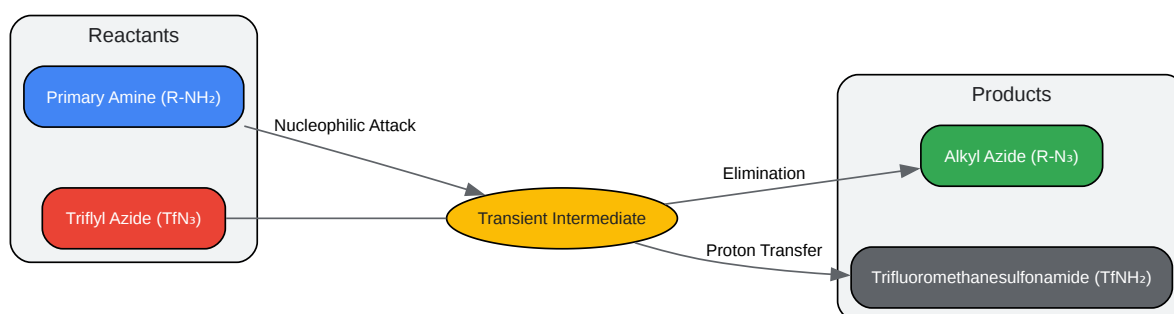 Reactants
Primary Amine (R-NH₂)
Triflyl Azide (TfN₃)
Nucleophilic Attack
Transient Intermediate
Elimination
Proton Transfer
Products
Alkyl Azide (R-N₃)
Trifluoromethanesulfonamide (TfNH₂)